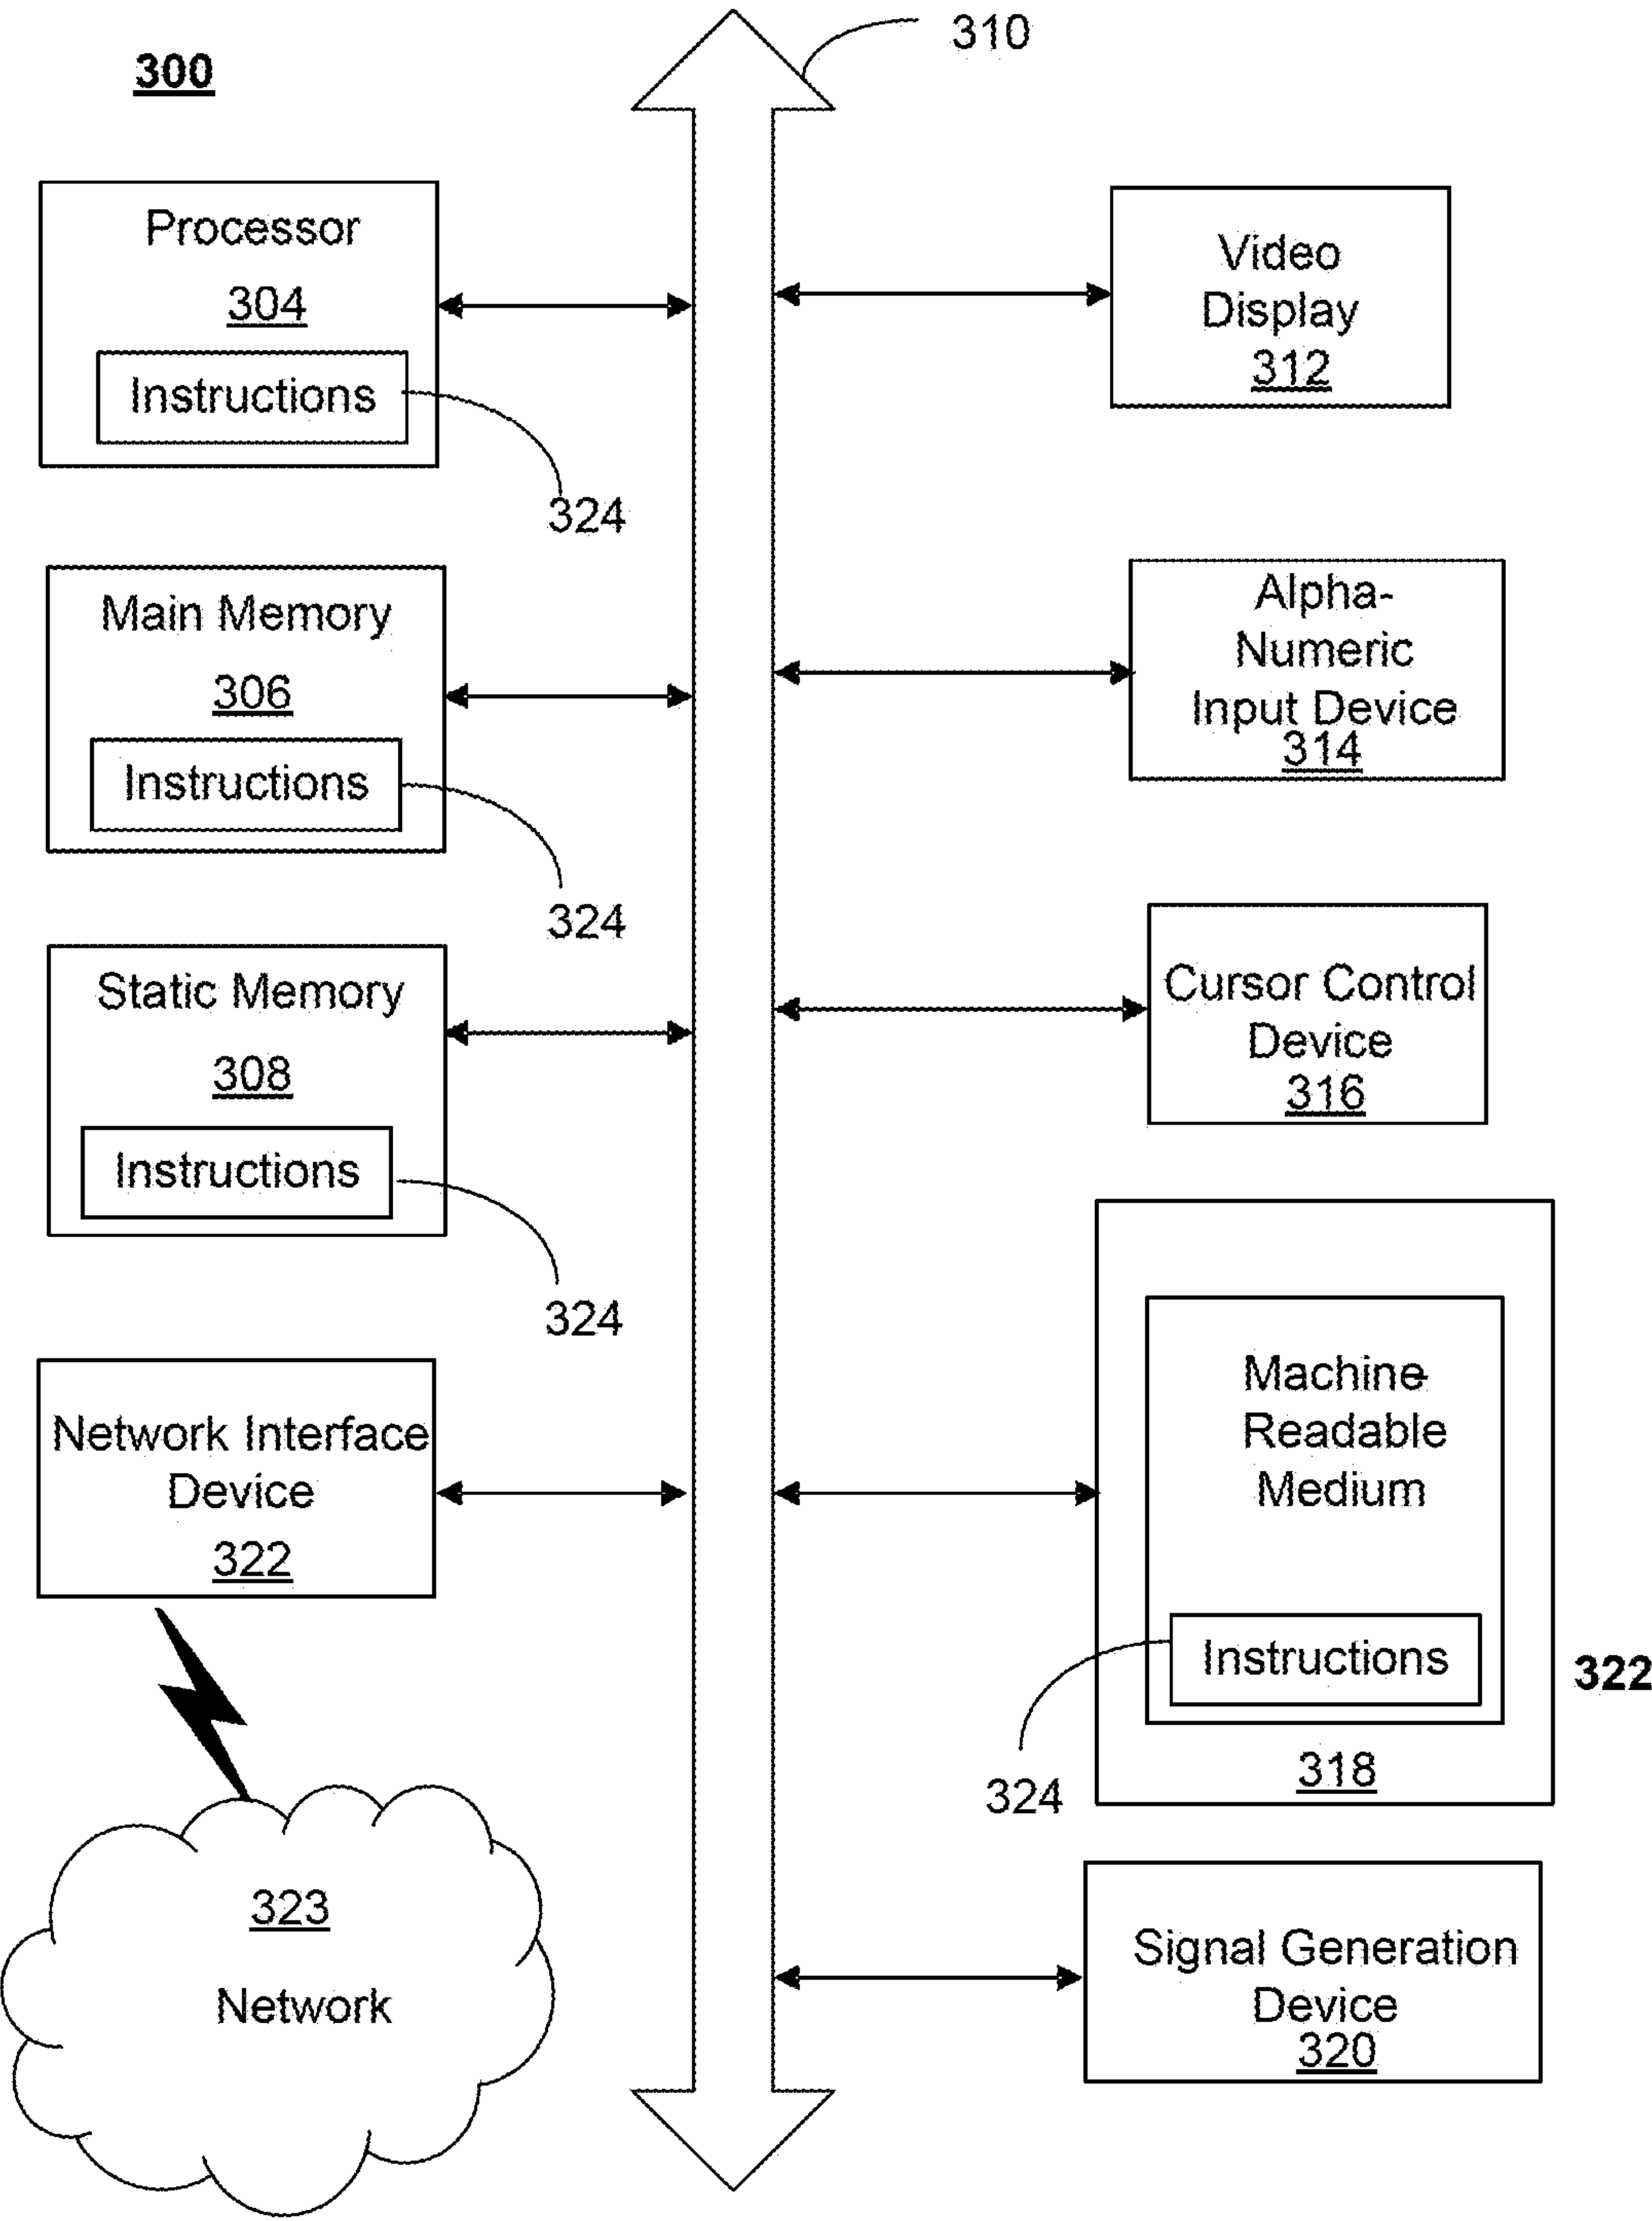 300
310
Processor
304
Instructions
324
Main Memory
306
Instructions
324
Static Memory
308
Instructions
324
Network Interface
Device
322
323
Network
Video
Display
312
Alpha-
Numeric
Input Device
314
Cursor Control
Device
316
Machine-
Readable
Medium
Instructions
324
318
322
Signal Generation
Device
320